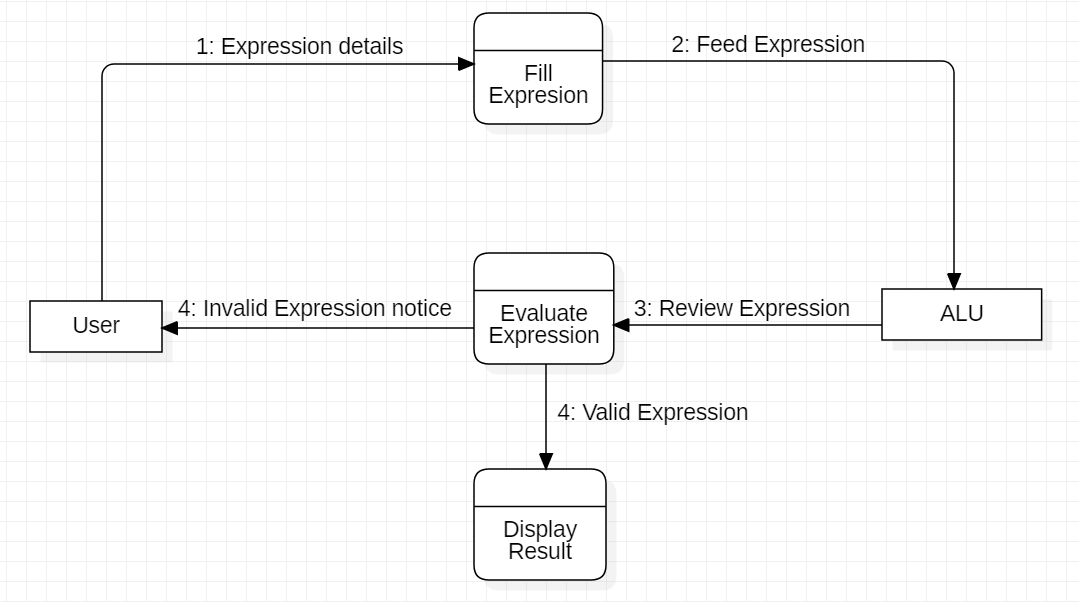 1: Expression details
2: Feed Expression
Fill
Expresion
4: Invalid Expression notice
Evaluate
Expression
3: Review Expression
User
ALU
4: Valid Expression
Display
Result